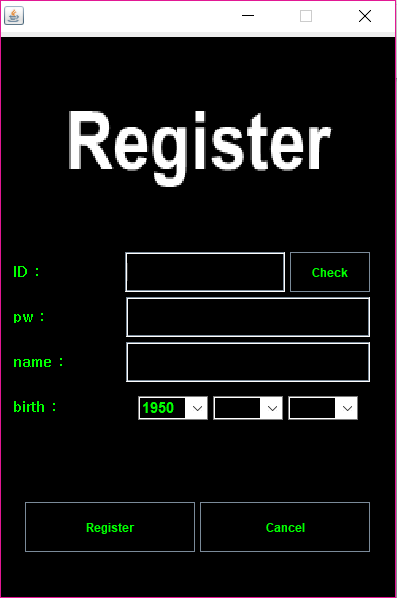 Register
ID :
Check
pw :
name :
birth :
1950
Register
Cancel